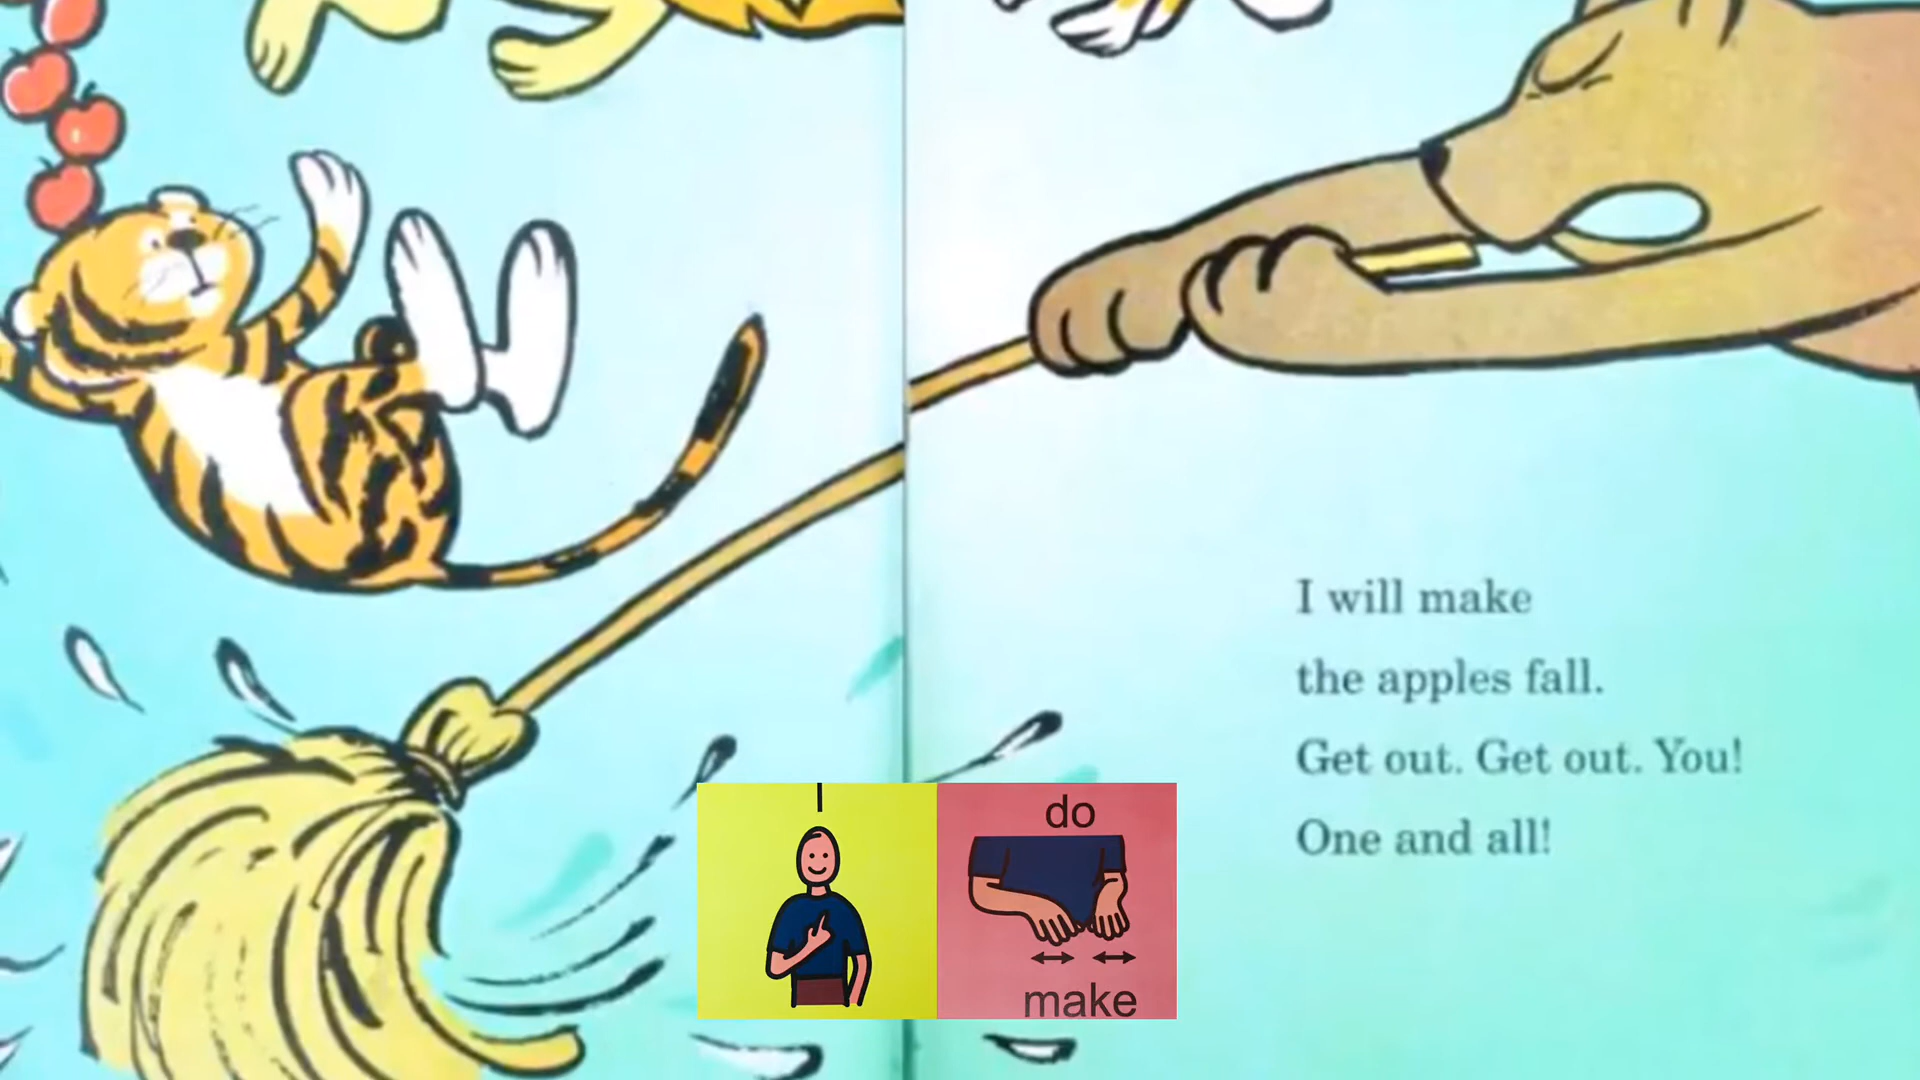 I will make
the apples fall.
Get out. Get out. You!
One and all!
I
do
make